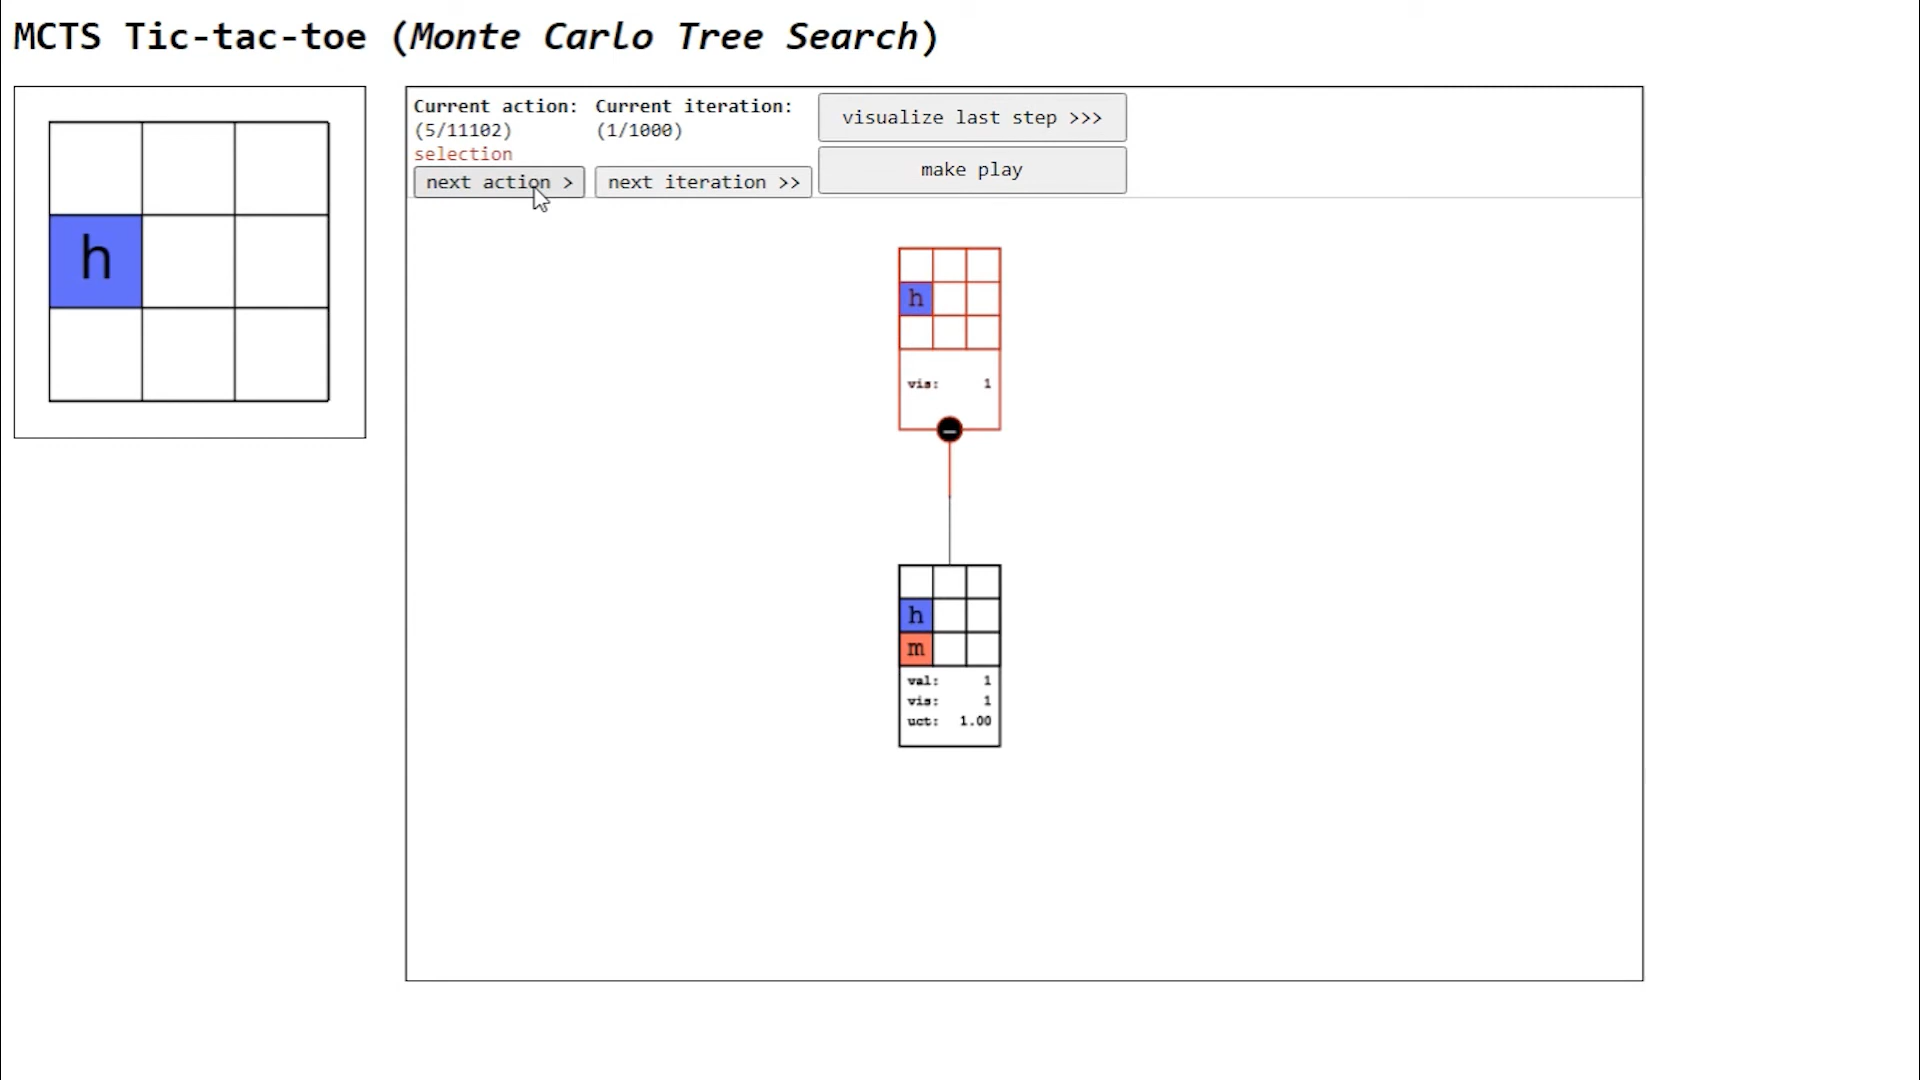 MCTS Tic-tac-toe (Monte Carlo Tree Search)
h
Current action: Current iteration:
(5/11102) (1/1000)
selection
next action > next iteration >>
visualize last step >>>
make play
h
vis: 1
h
m
val: 1
vis: 1
uct: 1.00